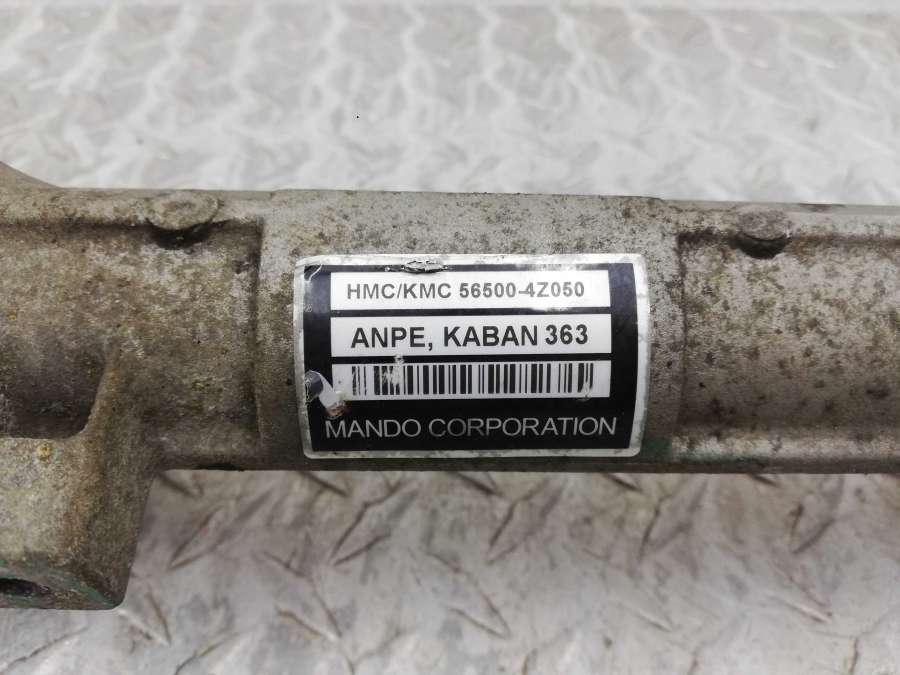 HMC/KMC 56500-4Z050
ANPE, KABAN 363
MANDO CORPORATION